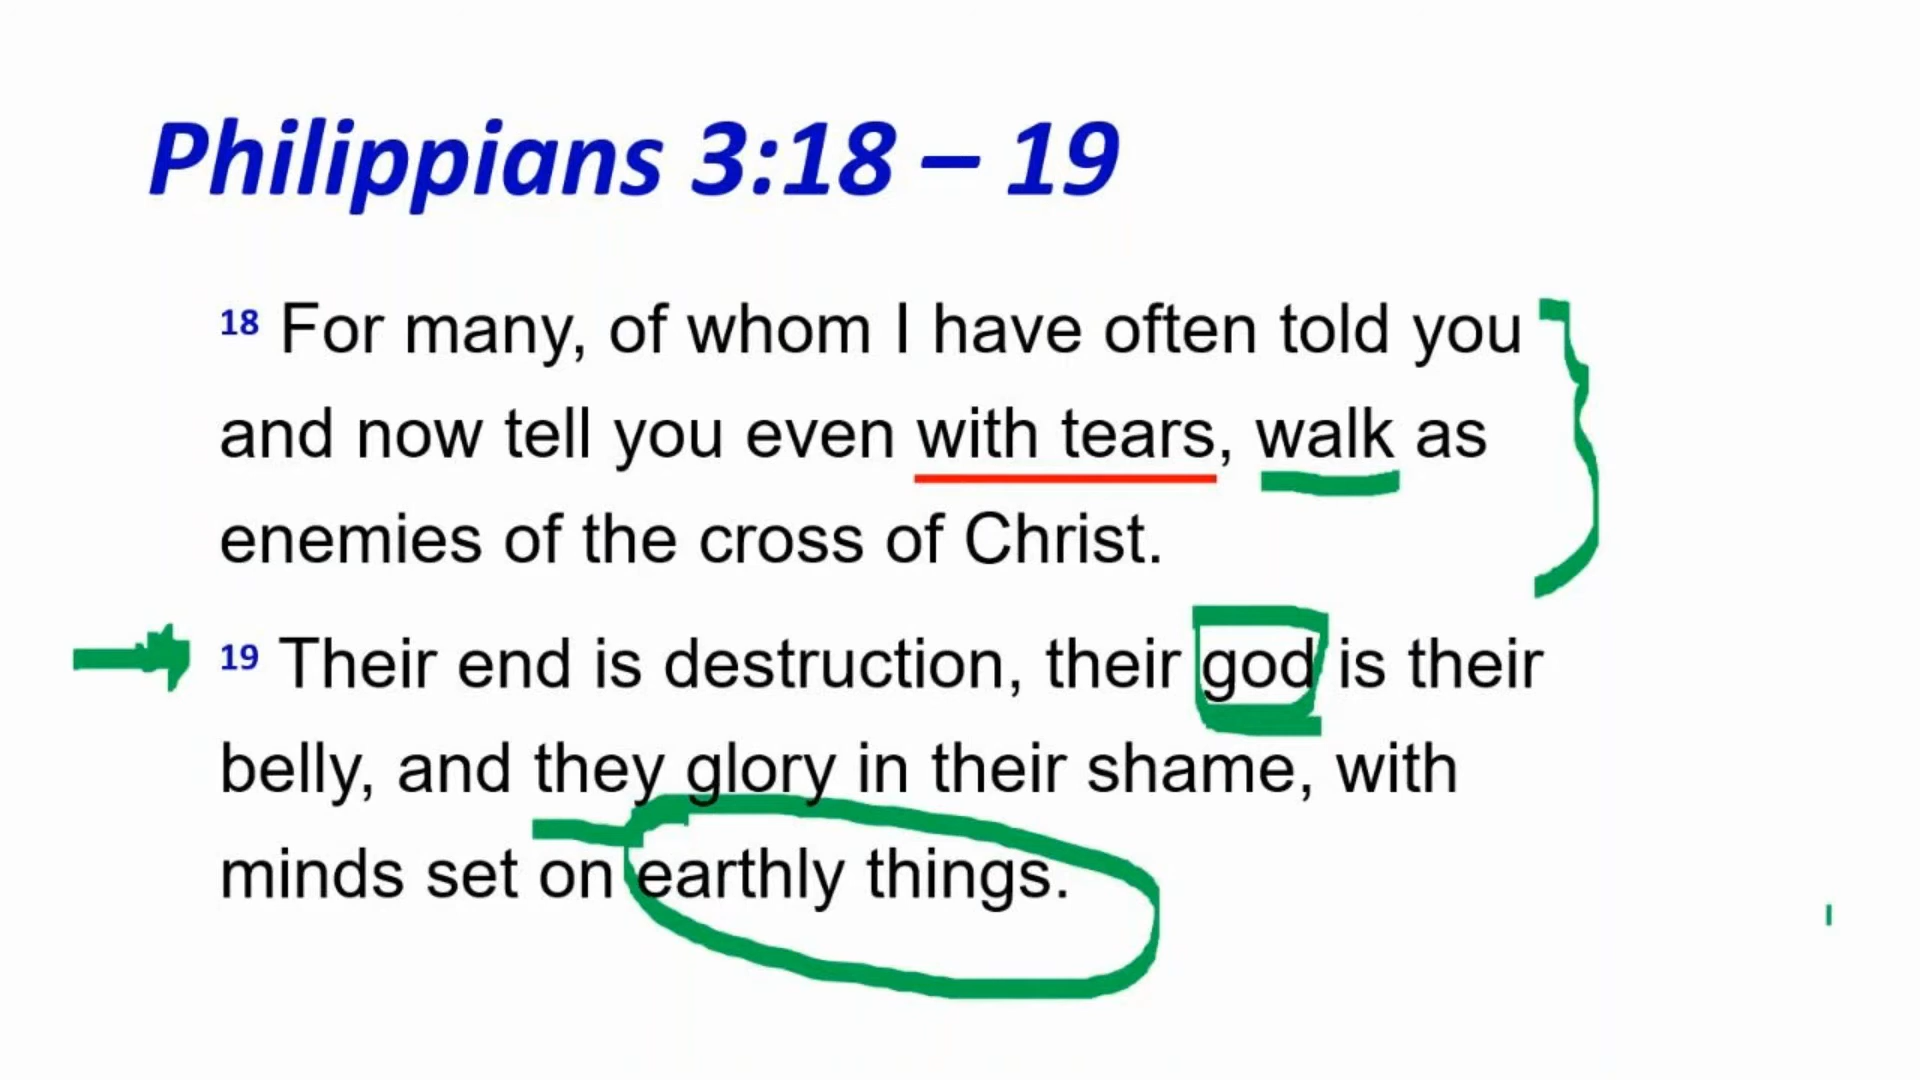 Philippians 3:18 – 19
18 For many, of whom I have often told you
and now tell you even with tears, walk as
enemies of the cross of Christ.
19 Their end is destruction, their god is their
belly, and they glory in their shame, with
minds set on earthly things.